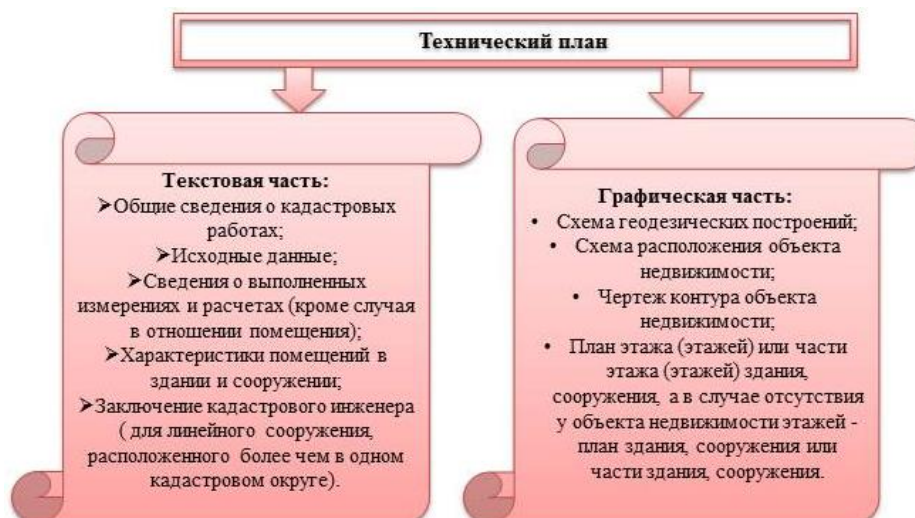 Технический план
Текстовая часть:
➤Общие сведения о кадастровых
работах;
➤Исходные данные;
➤Сведения о выполненных
измерениях и расчетах (кроме случая
в отношении помещения);
➤Характеристики помещений в
здании и сооружении;
➤Заключение кадастрового инженера
( для линейного сооружения,
расположенного более чем в одном
кадастровом округе).
Графическая часть:
• Схема геодезических построений;
• Схема расположения объекта
недвижимости;
• Чертеж контура объекта
недвижимости;
• План этажа (этажей) или части
этажа (этажей) здания,
сооружения, а в случае отсутствия
у объекта недвижимости этажей -
план здания, сооружения или
части здания, сооружения.